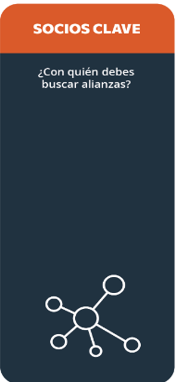 SOCIOS CLAVE
¿Con quién debes
buscar alianzas?